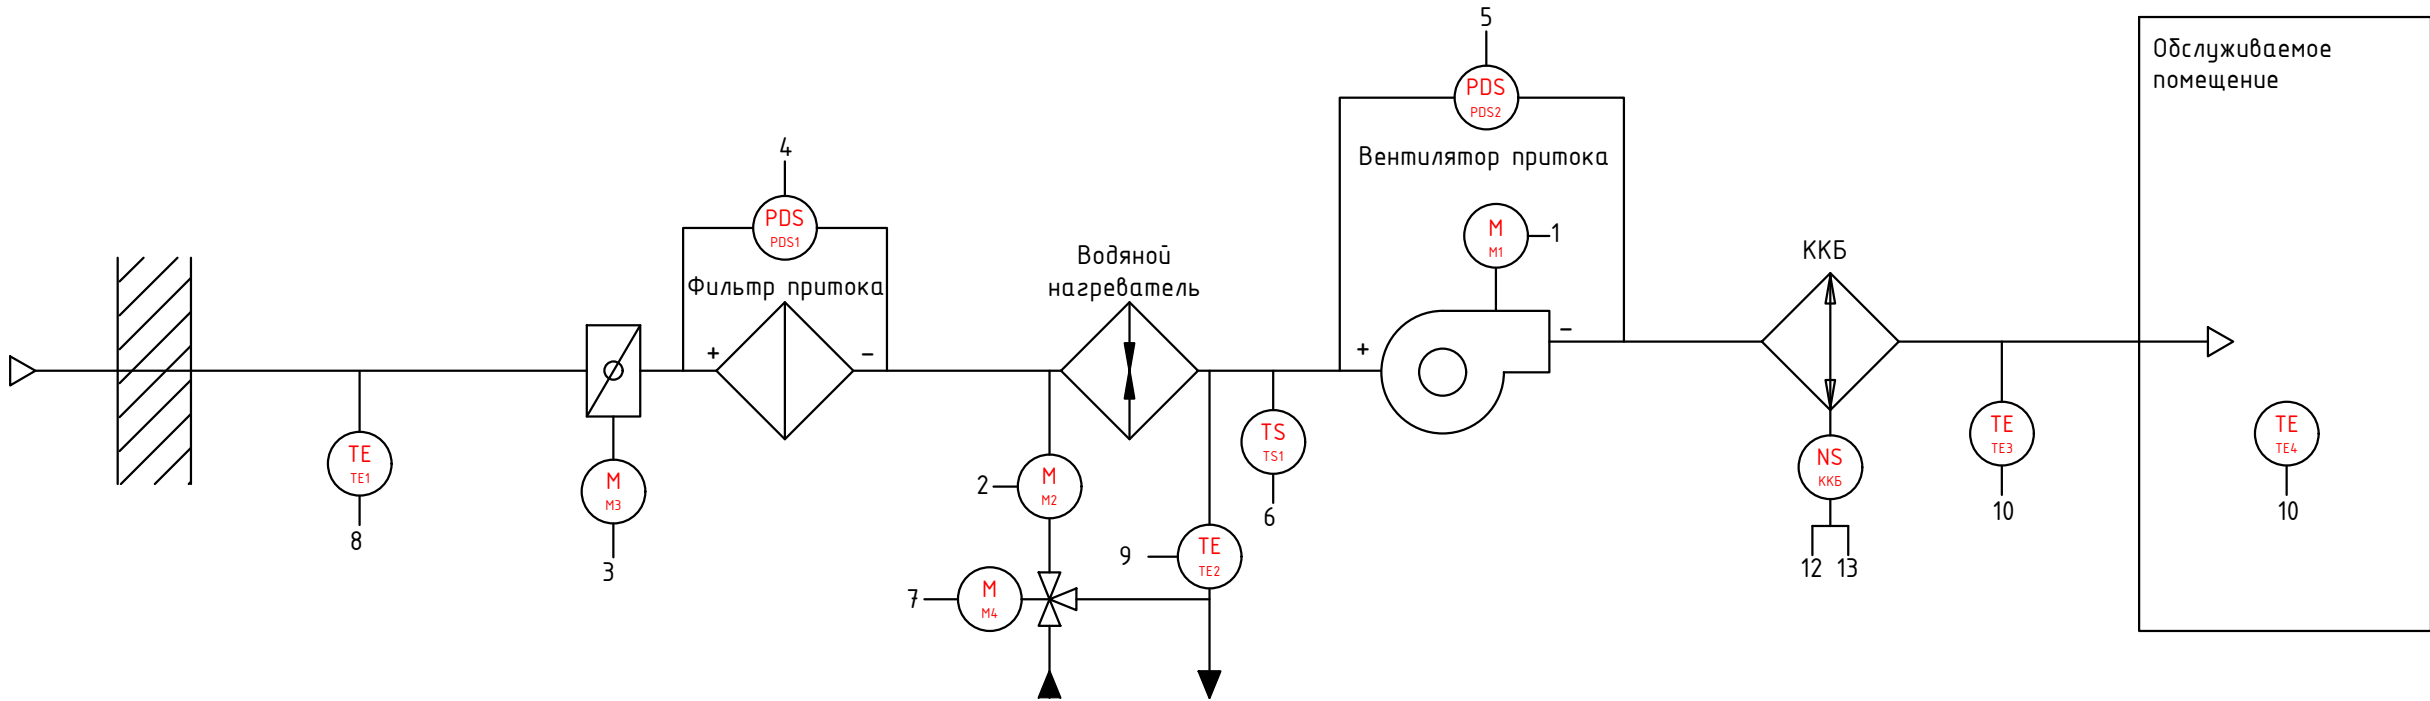 5
Обслуживаемое
помещение
PDS
PDS2
4
Вентилятор притока
PDS
PDS1
M
M1
1
Водяной
нагреватель
ККБ
Фильтр притока
+
-
+
-
TE
TE1
8
M
M3
3
M
M2
2
TS
TS1
6
TE
TE2
9
M
M4
7
NS
ККБ
12 13
TE
TE3
10
TE
TE4
10